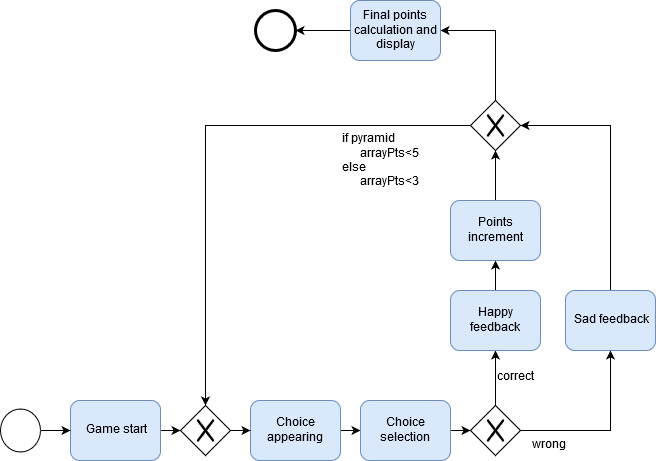 Final points
calculation and
display
if pyramid
arrayPts<5
else
arrayPts<3
Points
increment
Happy
feedback
Sad feedback
correct
Game start
Choice
appearing
Choice
selection
wrong